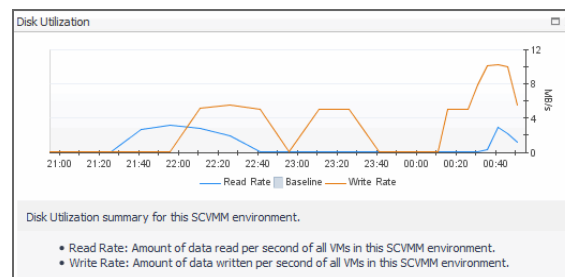 Disk Utilization
12
8
4
0
MB/s
21:00 21:20 21:40 22:00 22:20 22:40 23:00 23:20 23:40 00:00 00:20 00:40
Read Rate Baseline Write Rate
Disk Utilization summary for this SCVMM environment.
• Read Rate: Amount of data read per second of all VMs in this SCVMM environment.
• Write Rate: Amount of data written per second of all VMs in this SCVMM environment.